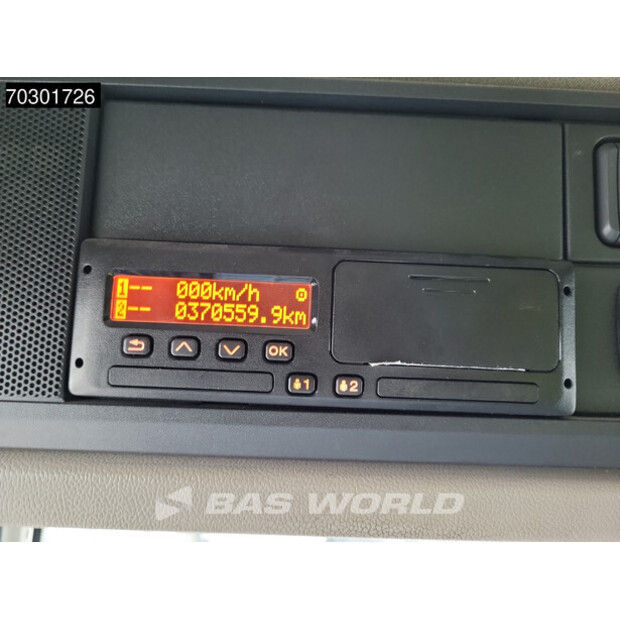 70301726
1-- 000km/h
2-- 0370559.9km
OK
1
2
BAS WORLD